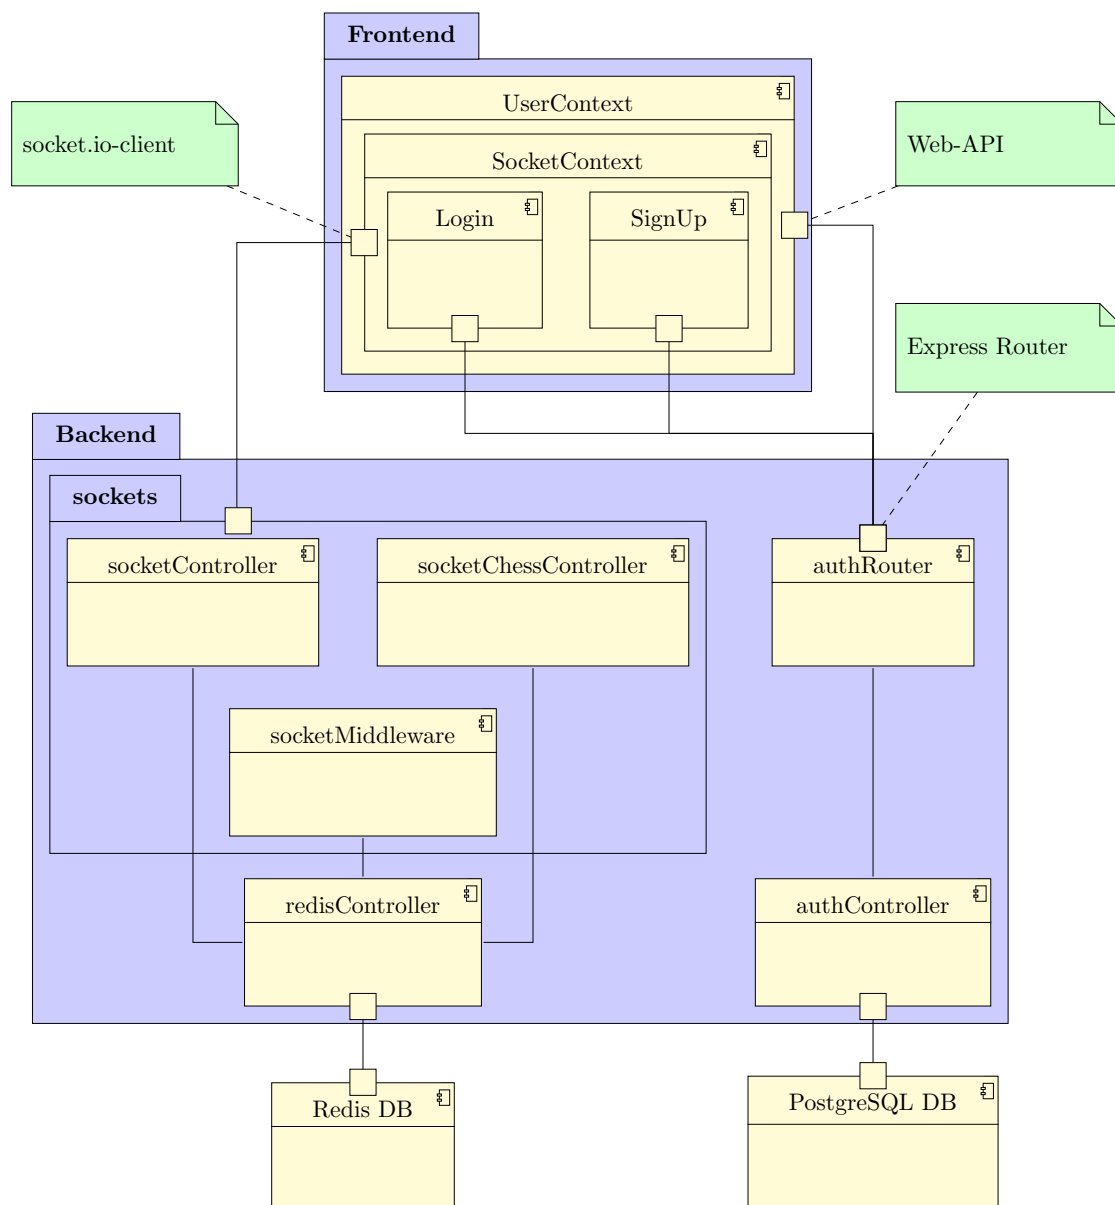 Frontend
UserContext
socket.io-client
Web-API
SocketContext
Login
SignUp
Express Router
Backend
sockets
socketController
socketChessController
authRouter
socketMiddleware
redisController
authController
Redis DB
PostgreSQL DB